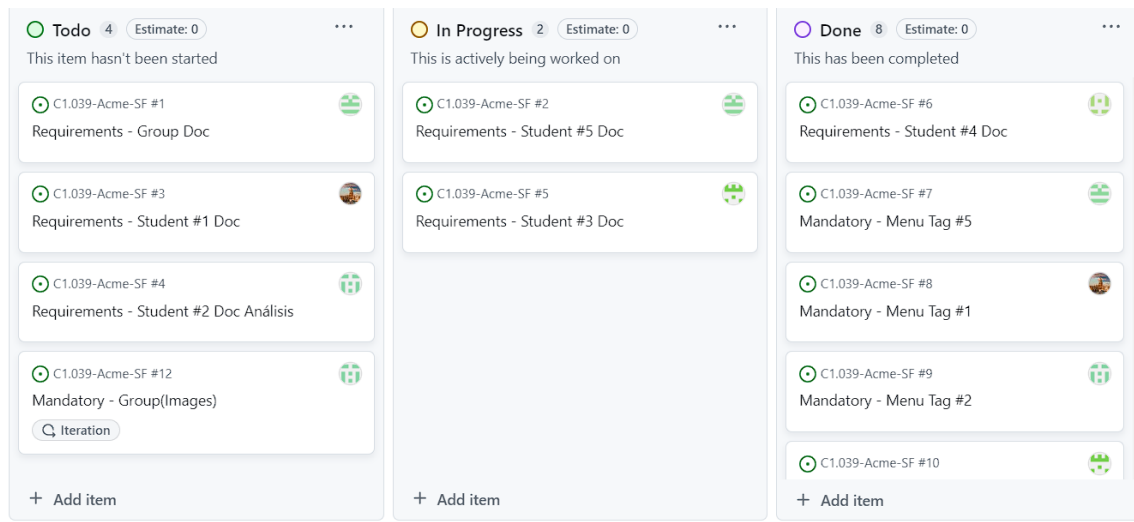 Todo 4 Estimate: 0 ...
This item hasn't been started
C1.039-Acme-SF #1
Requirements - Group Doc
C1.039-Acme-SF #3
Requirements - Student #1 Doc
C1.039-Acme-SF #4
Requirements - Student #2 Doc Análisis
C1.039-Acme-SF #12
Mandatory - Group(Images)
Iteration
+ Add item
In Progress 2 Estimate: 0 ...
This is actively being worked on
C1.039-Acme-SF #2
Requirements - Student #5 Doc
C1.039-Acme-SF #5
Requirements - Student #3 Doc
+ Add item
Done 8 Estimate: 0 ...
This has been completed
C1.039-Acme-SF #6
Requirements - Student #4 Doc
C1.039-Acme-SF #7
Mandatory - Menu Tag #5
C1.039-Acme-SF #8
Mandatory - Menu Tag #1
C1.039-Acme-SF #9
Mandatory - Menu Tag #2
C1.039-Acme-SF #10
+ Add item